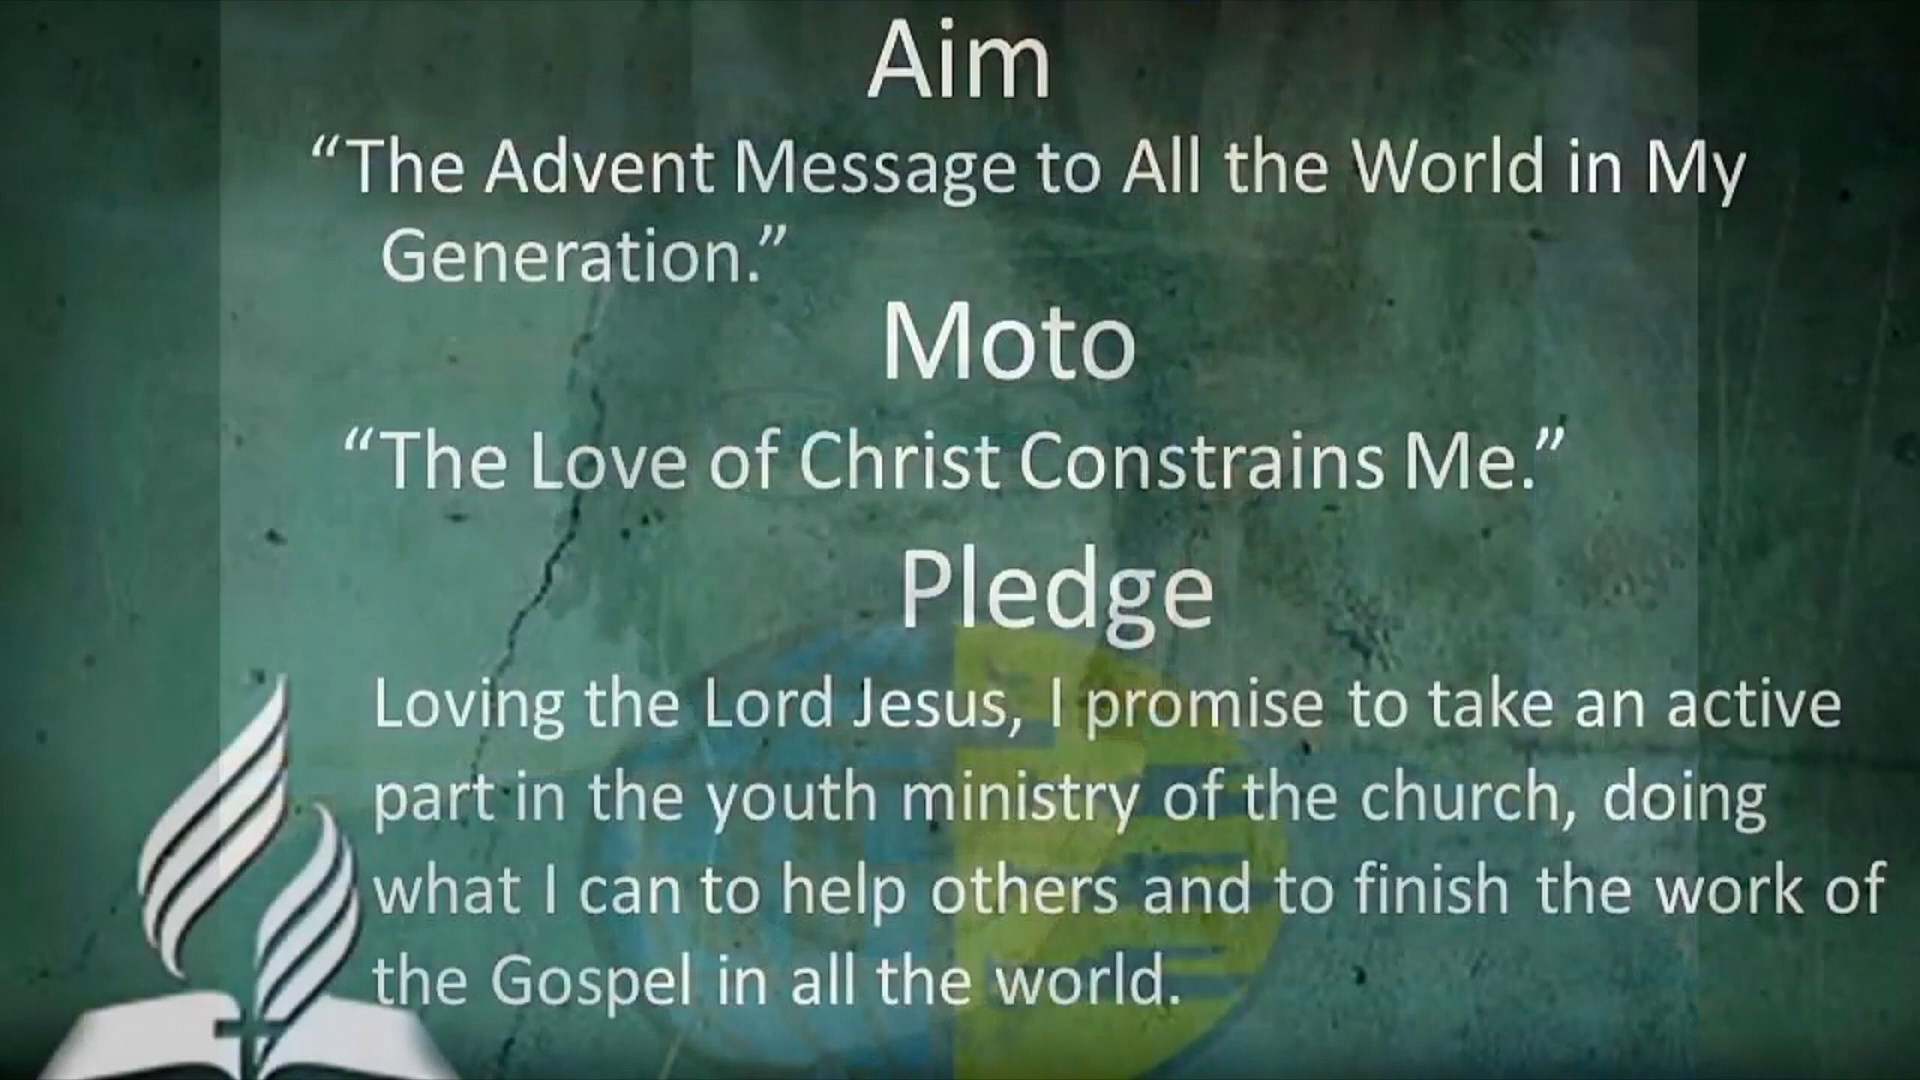 Aim
“The Advent Message to All the World in My
Generation.”
Moto
“The Love of Christ Constrains Me.”
Pledge
Loving the Lord Jesus, I promise to take an active
part in the youth ministry of the church, doing
what I can to help others and to finish the work of
the Gospel in all the world.